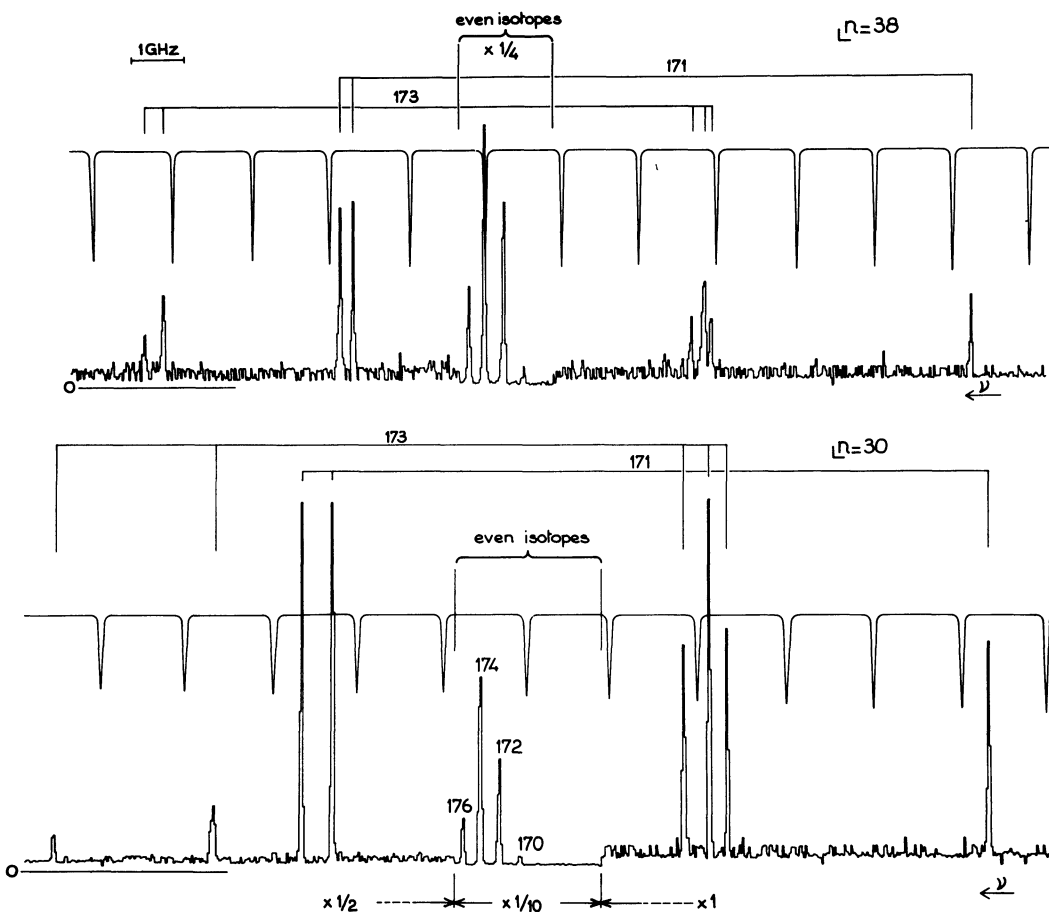 even isotopes
n=38
1GHz
x 1/4
171
173
O
ν
173
n=30
171
even isotopes
174
172
176
170
O
ν
x 1/2
x 1/10
x 1